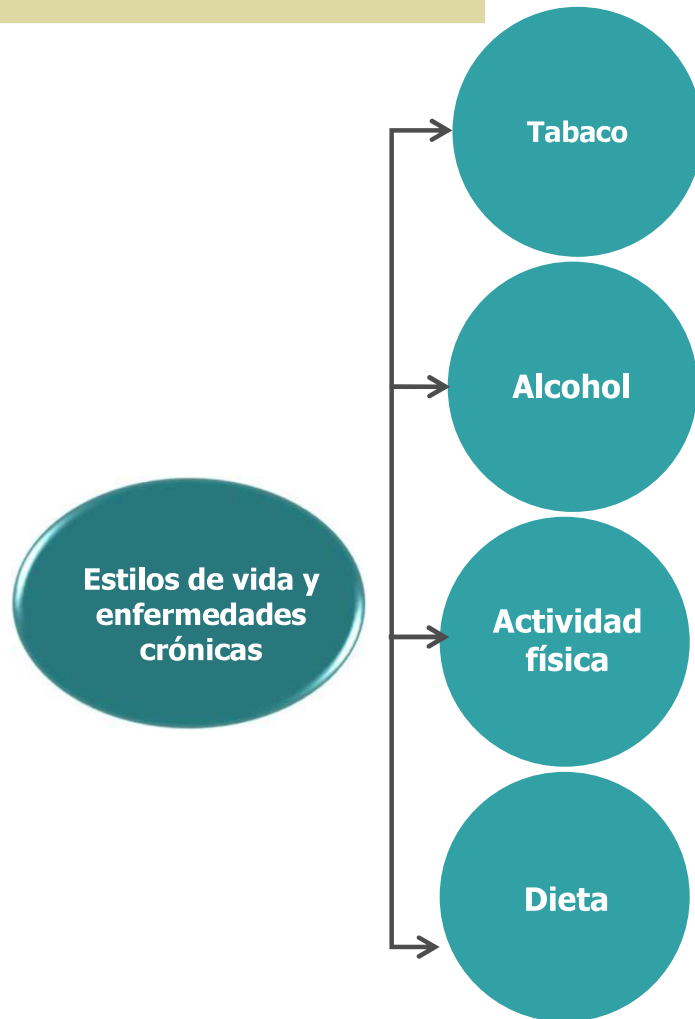 Tabaco
Alcohol
Estilos de vida y
enfermedades
crónicas
Actividad
física
Dieta